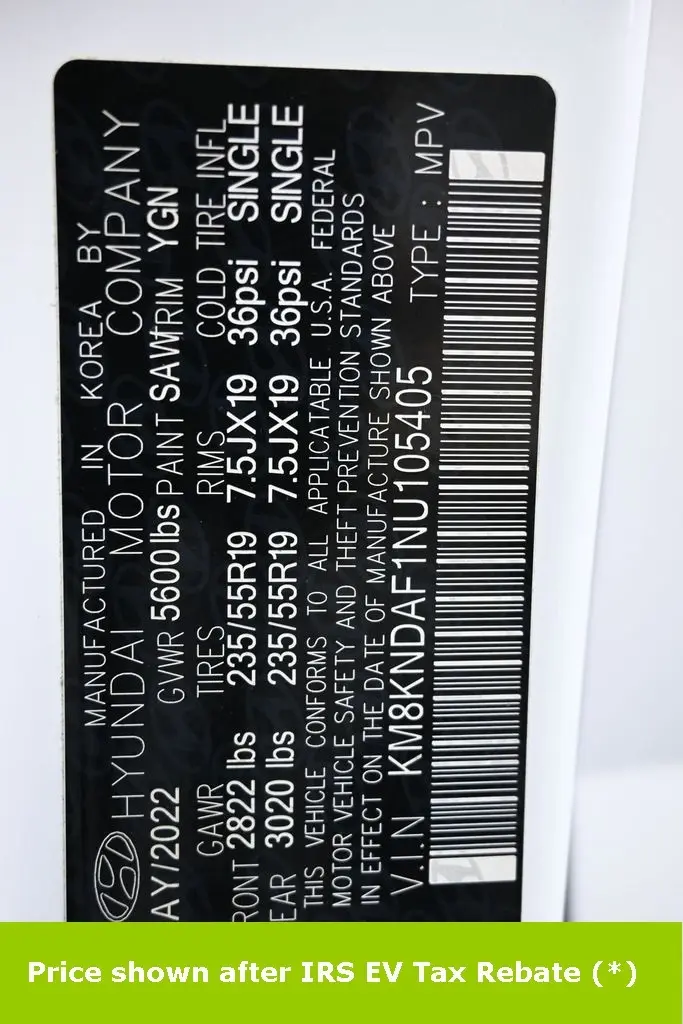 MANUFACTURED IN KOREA BY
HYUNDAI MOTOR COMPANY
AY/2022 GVWR 5600lbs PAINT SAW TRIM YGN
GAWR TIRES RIMS COLD TIRE INFL
RONT 2822 lbs 235/55R19 7.5JX19 36psi SINGLE
EAR 3020 lbs 235/55R19 7.5JX19 36psi SINGLE
THIS VEHICLE CONFORMS TO ALL APPLICATABLE U.S.A. FEDERAL
MOTOR VEHICLE SAFETY AND THEFT PREVENTION STANDARDS
IN EFFECT ON THE DATE OF MANUFACTURE SHOWN ABOVE
V.I.N KM8KNDAF1NU105405 TYPE : MPV
Price shown after IRS EV Tax Rebate (*)